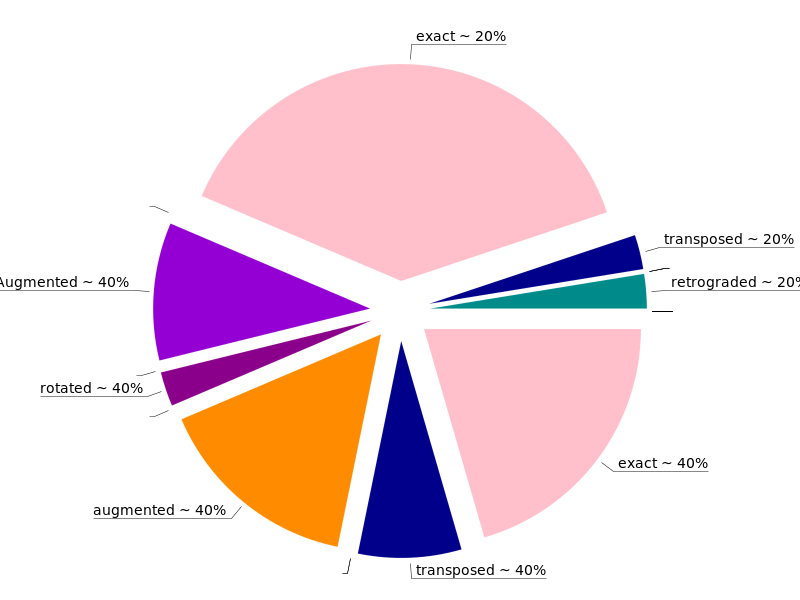 exact ~ 20%
transposed ~ 20%
retrograded ~ 20%
Augmented ~ 40%
rotated ~ 40%
exact ~ 40%
augmented ~ 40%
transposed ~ 40%